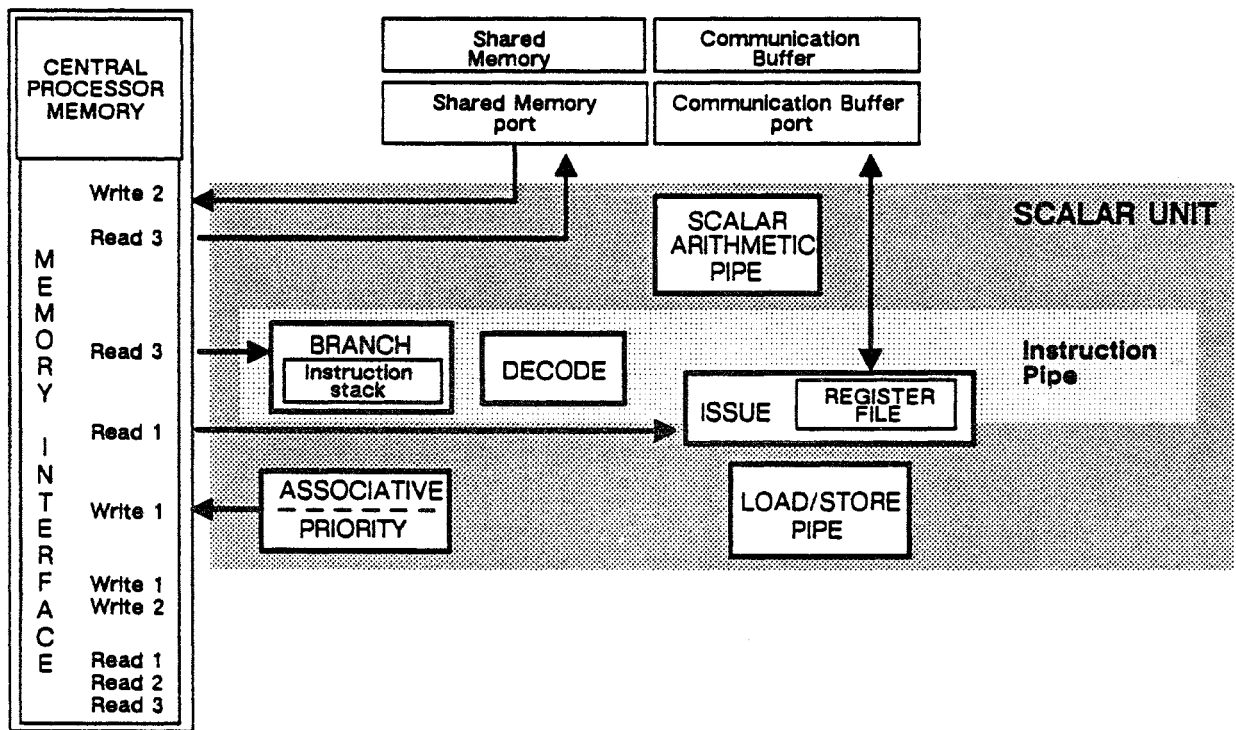 CENTRAL
PROCESSOR
MEMORY
Shared
Memory
Communication
Buffer
Shared Memory
port
Communication Buffer
port
MEMORY INTERFACE
Write 2
Read 3
Read 3
Read 1
Write 1
Write 1
Write 2
Read 1
Read 2
Read 3
SCALAR UNIT
SCALAR
ARITHMETIC
PIPE
BRANCH
Instruction
stack
DECODE
Instruction
Pipe
ISSUE
REGISTER
FILE
ASSOCIATIVE
PRIORITY
LOAD/STORE
PIPE